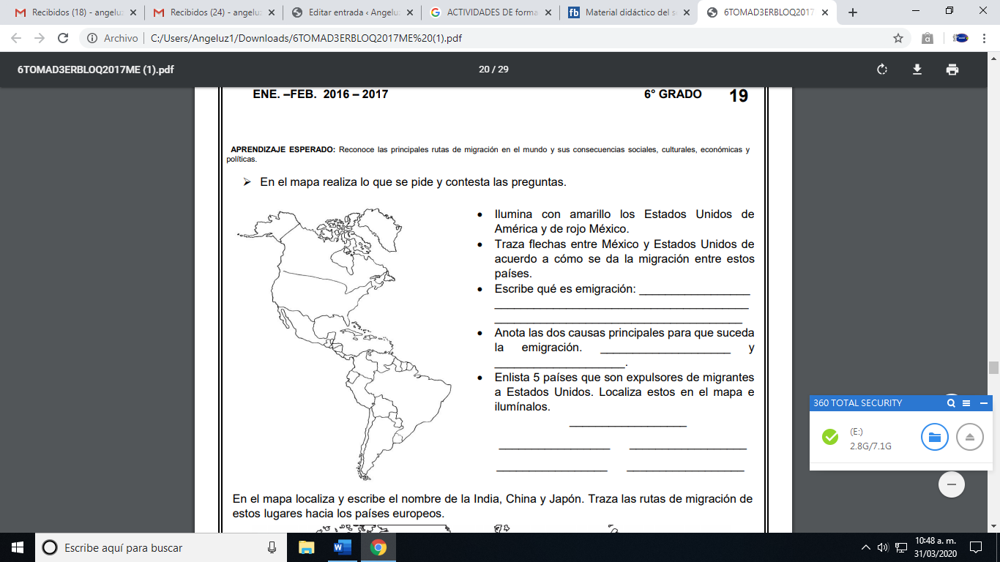 Recibidos (18) - angeluz
Recibidos (24) - angeluz
Editar entrada ‹ Angeluz
ACTIVIDADES DE forma
Material didáctico del s
6TOMAD3ERBLOQ2017
Archivo
C:/Users/Angeluz1/Downloads/6TOMAD3ERBLOQ2017ME%20(1).pdf
6TOMAD3ERBLOQ2017ME (1).pdf
20 / 29
ENE. –FEB. 2016 – 2017
6° GRADO
19
APRENDIZAJE ESPERADO: Reconoce las principales rutas de migración en el mundo y sus consecuencias sociales, culturales, económicas y
políticas.
➢ En el mapa realiza lo que se pide y contesta las preguntas.
• Ilumina con amarillo los Estados Unidos de
América y de rojo México.
• Traza flechas entre México y Estados Unidos de
acuerdo a cómo se da la migración entre estos
países.
• Escribe qué es emigración: _________________
_______________________________________
______________________________________
• Anota las dos causas principales para que suceda
la emigración. ____________________ y
____________________.
• Enlista 5 países que son expulsores de migrantes
a Estados Unidos. Localiza estos en el mapa e
ilumínalos.
__________________
_________________ __________________
_________________ __________________
En el mapa localiza y escribe el nombre de la India, China y Japón. Traza las rutas de migración de
estos lugares hacia los países europeos.
360 TOTAL SECURITY
(E:)
2.8G/7.1G
Escribe aquí para buscar
10:48 a. m.
31/03/2020